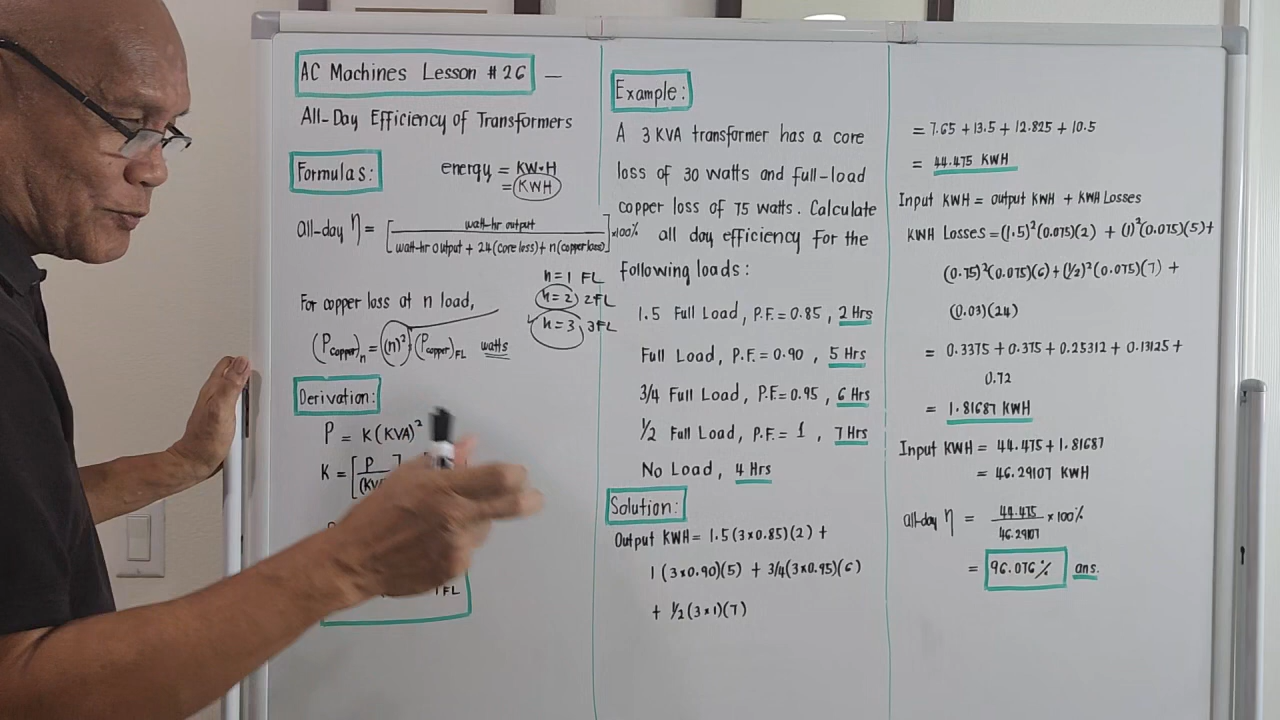 AC Machines Lesson #26 —
All-Day Efficiency of Transformers
Formulas:
energy = KW·H
= KWH
all-day η = [ watt-hr output / watt-hr output + 24(core loss) + n(copper loss) ] ×100%
n=1 FL
n=2) 2FL
n=3) 3FL
For copper loss at n load,
(Pcopper)n = (n)² (Pcopper)FL watts
Derivation:
P = K(KVA)²
K = [ P
FL
Example:
A 3 KVA transformer has a core
loss of 30 watts and full-load
copper loss of 75 watts. Calculate
all day efficiency for the
following loads:
1.5 Full Load, P.F. = 0.85, 2 Hrs
Full Load, P.F. = 0.90, 5 Hrs
3/4 Full Load, P.F. = 0.95, 6 Hrs
1/2 Full Load, P.F. = 1, 7 Hrs
No Load, 4 Hrs
Solution:
Output KWH = 1.5(3×0.85)(2) +
1(3×0.90)(5) + 3/4(3×0.95)(6)
+ 1/2(3×1)(7)
= 7.65 + 13.5 + 12.825 + 10.5
= 44.475 KWH
Input KWH = output KWH + KWH Losses
KWH Losses = (1.5)²(0.075)(2) + (1)²(0.075)(5) +
(0.75)²(0.075)(6) + (1/2)²(0.075)(7) +
(0.03)(24)
= 0.3375 + 0.375 + 0.25312 + 0.13125 +
0.72
= 1.81687 KWH
Input KWH = 44.475 + 1.81687
= 46.29107 KWH
all-day η = 44.475 / 46.29107 ×100%
= 96.076% ans.